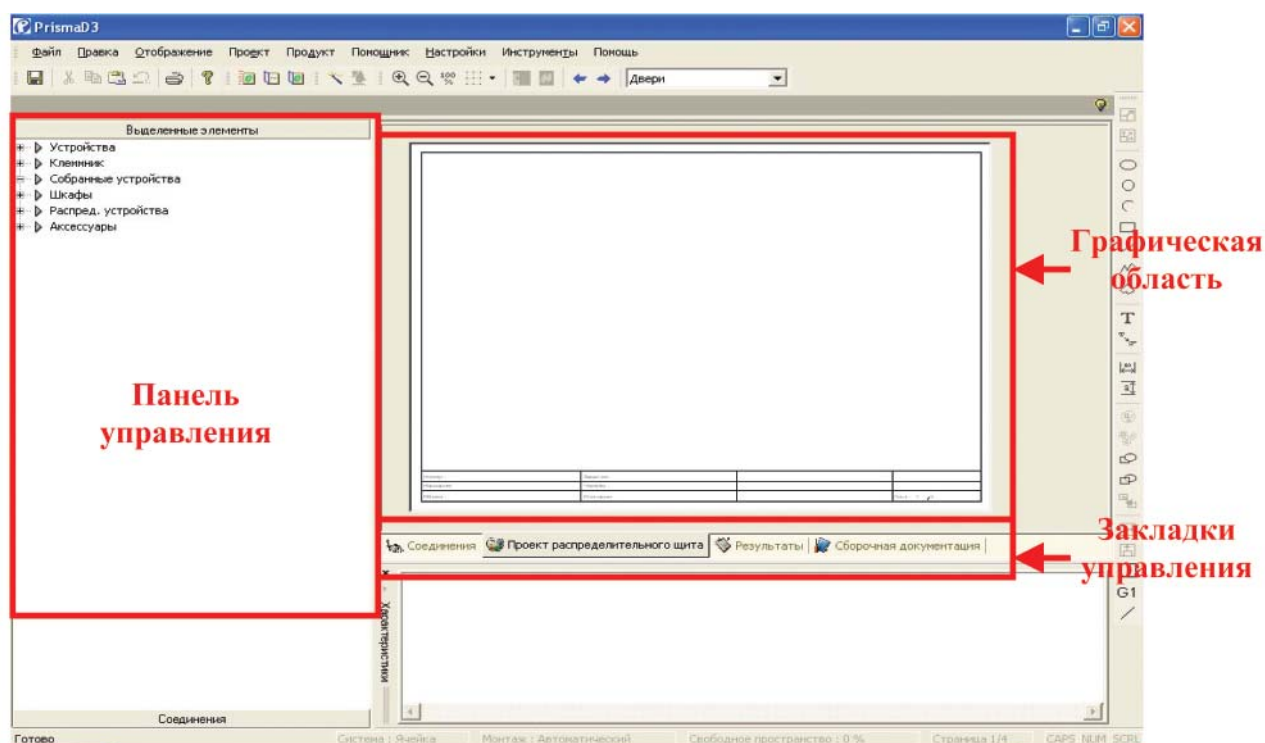 PrismaD3
Файл Правка Отображение Проект Продукт Помощник Настройки Инструменты Помощь
100 % Двери
Выделенные элементы
Устройства
Клеммник
Собранные устройства
Шкафы
Распред. устройства
Аксессуары
Графическая
область
T
Панель
управления
Соединения Проект распределительного щита Результаты Сборочная документация
Закладки
управления
G1
Характеристики
Соединения
Готово Система : Ячейка Монтаж : Автоматический Свободное пространство : 0 % Страница 1/4 CAPS NUM SCRL